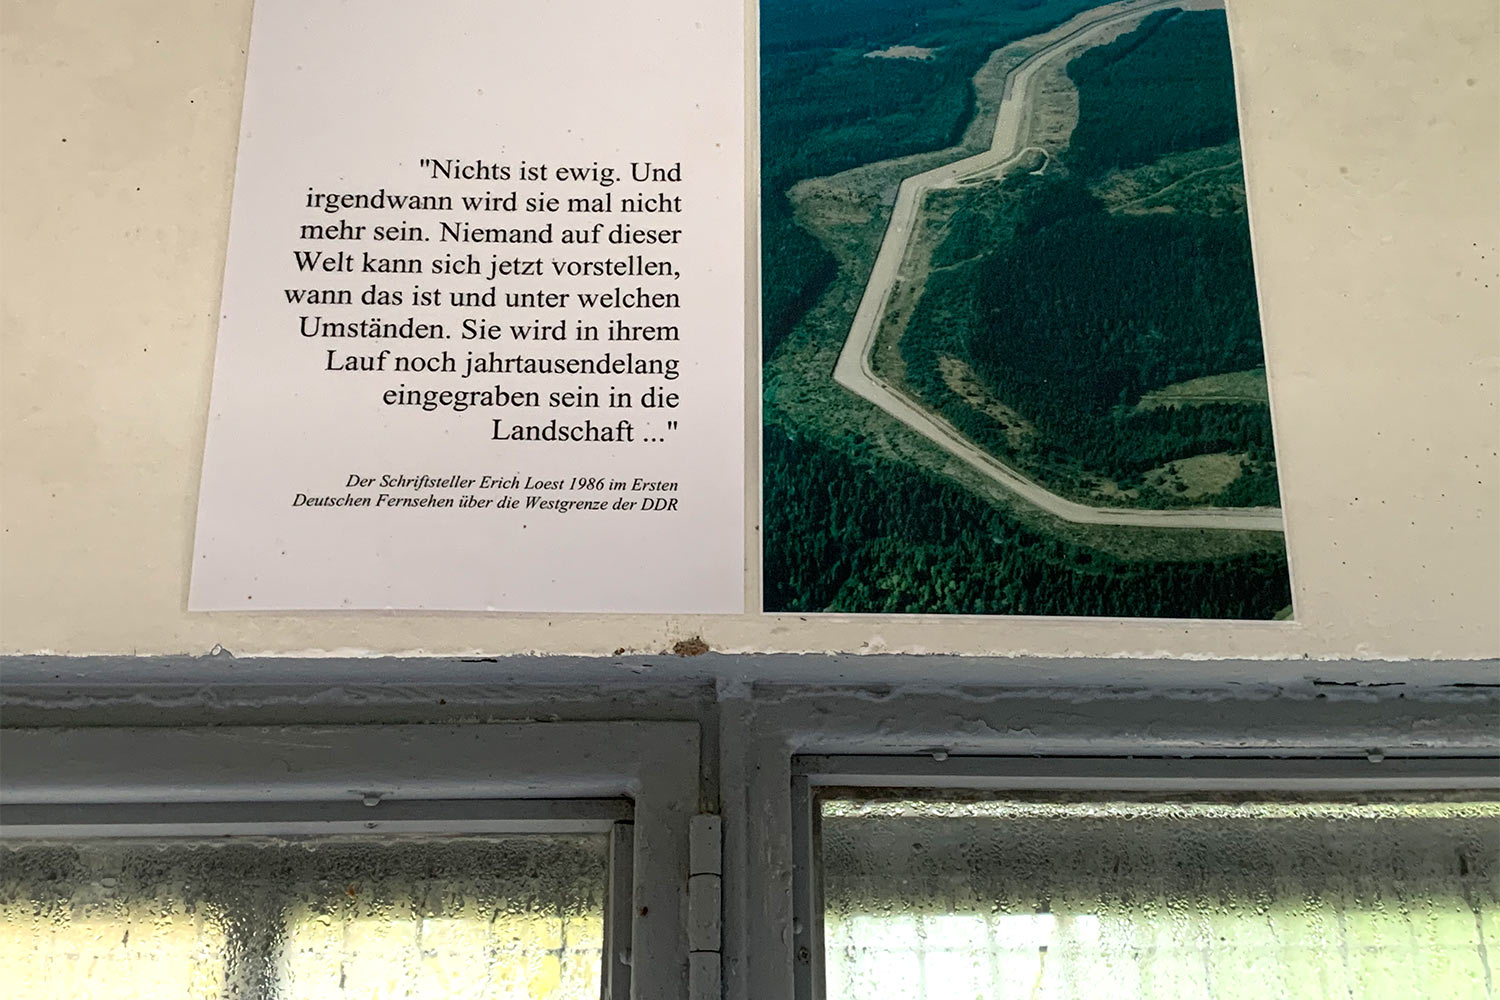 "Nichts ist ewig. Und
irgendwann wird sie mal nicht
mehr sein. Niemand auf dieser
Welt kann sich jetzt vorstellen,
wann das ist und unter welchen
Umständen. Sie wird in ihrem
Lauf noch jahrtausendelang
eingegraben sein in die
Landschaft ..."
Der Schriftsteller Erich Loest 1986 im Ersten
Deutschen Fernsehen über die Westgrenze der DDR